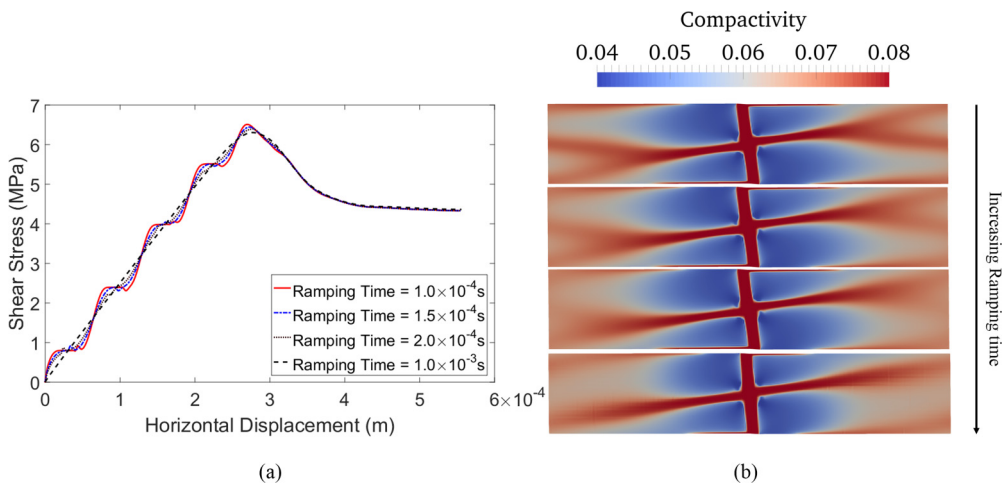 Compactivity
0.04 0.05 0.06 0.07 0.08
7
6
5
4
3
2
1
0
Shear Stress (MPa)
Ramping Time = 1.0×10⁻⁴s
Ramping Time = 1.5×10⁻⁴s
Ramping Time = 2.0×10⁻⁴s
Ramping Time = 1.0×10⁻³s
0 1 2 3 4 5 6×10⁻⁴
Horizontal Displacement (m)
Increasing Ramping time
(a) (b)